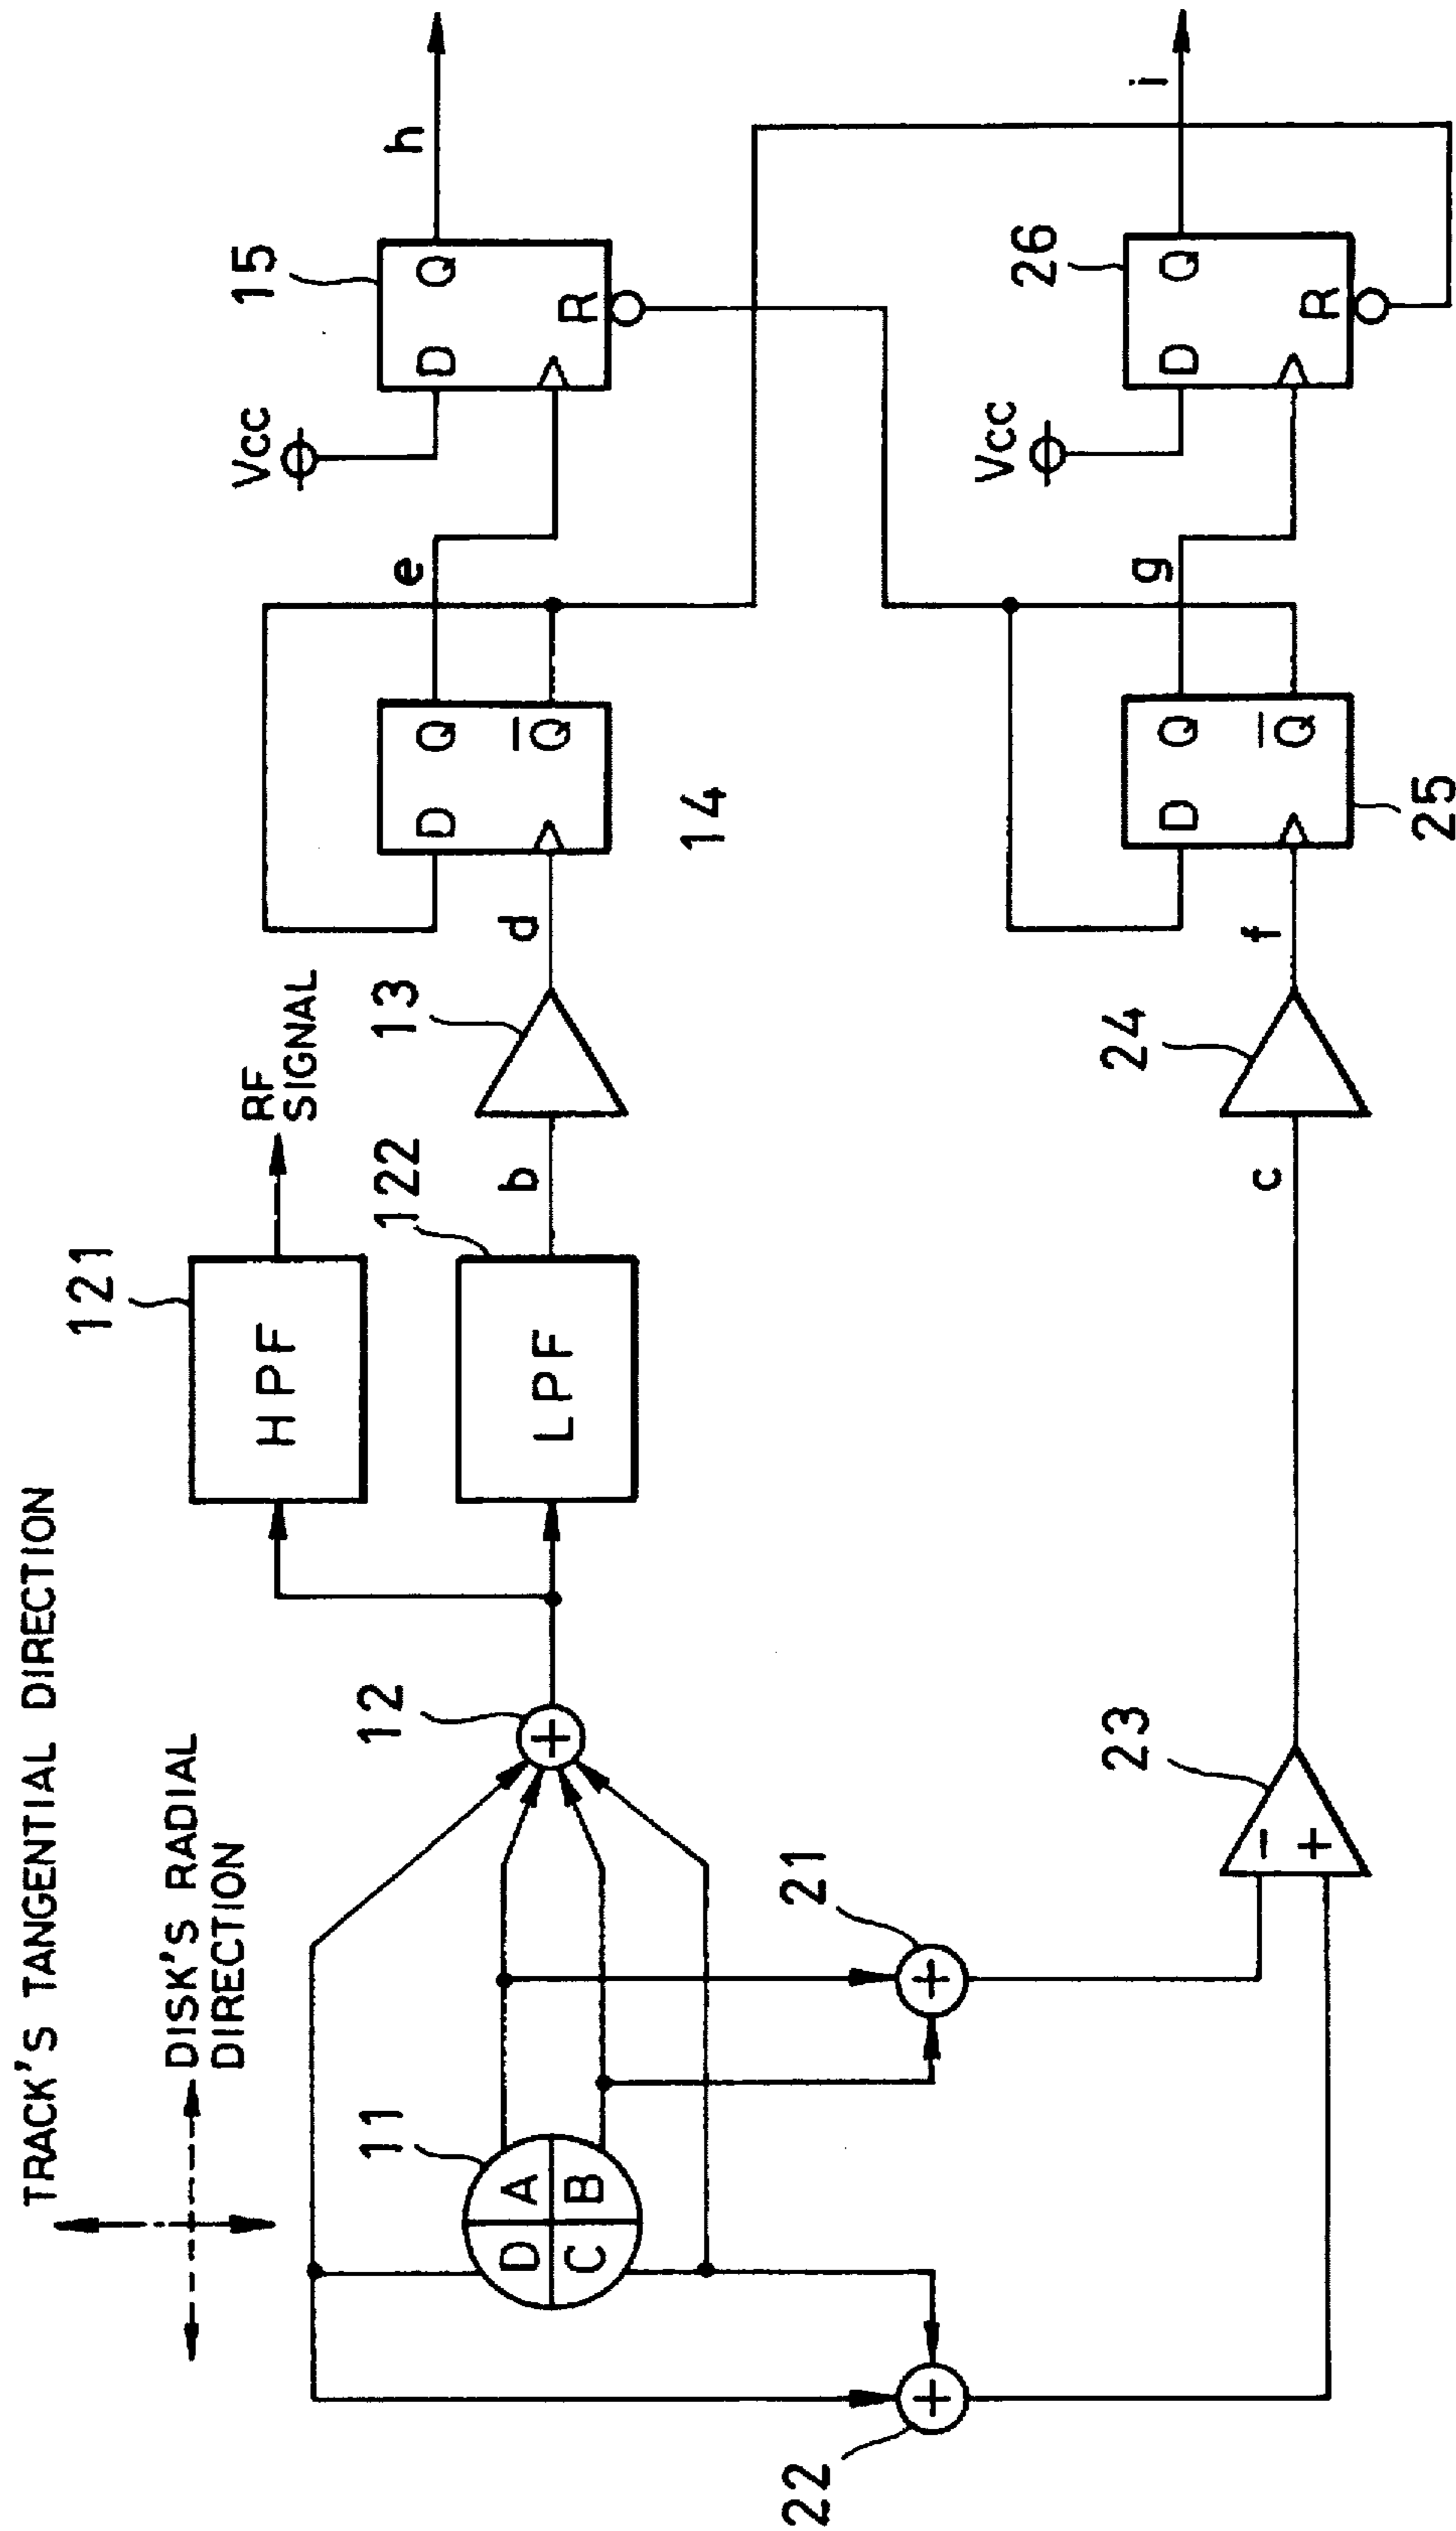 TRACK'S TANGENTIAL DIRECTION
DISK'S RADIAL
DIRECTION
11
D A
C B
12
121
HPF
RF
SIGNAL
122
LPF
b
13
d
14
D Q
Q̅
e
Vcc
15
D Q
R
h
22
21
23
−
+
c
24
f
25
D Q
Q̅
g
Vcc
26
D Q
R
i